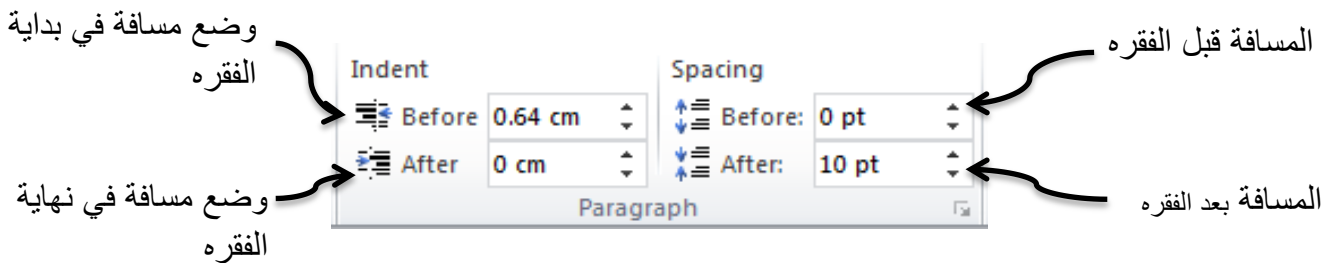 وضع مسافة في بداية
الفقره
المسافة قبل الفقره
Indent
Spacing
Before 0.64 cm
Before: 0 pt
After 0 cm
After: 10 pt
Paragraph
وضع مسافة في نهاية
الفقره
المسافة بعد الفقره